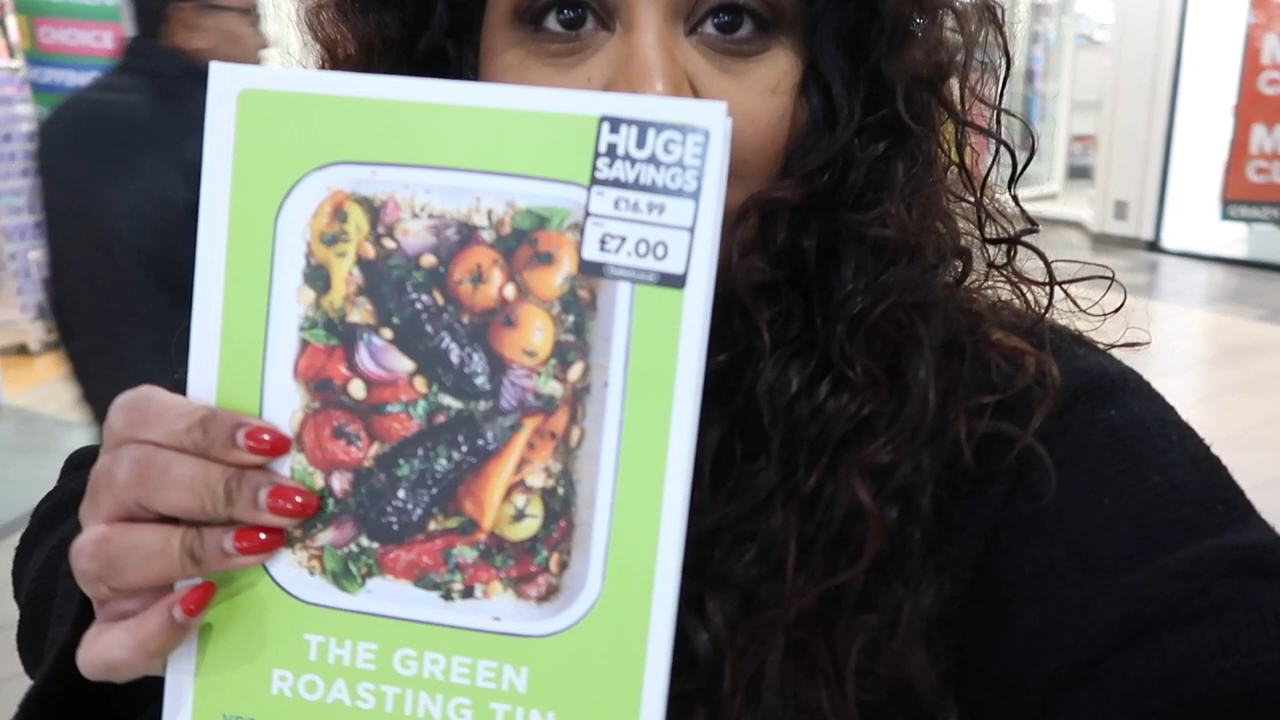 CHOICE
HUGE
SAVINGS
£16.99
£7.00
THE GREEN
ROASTING TIN